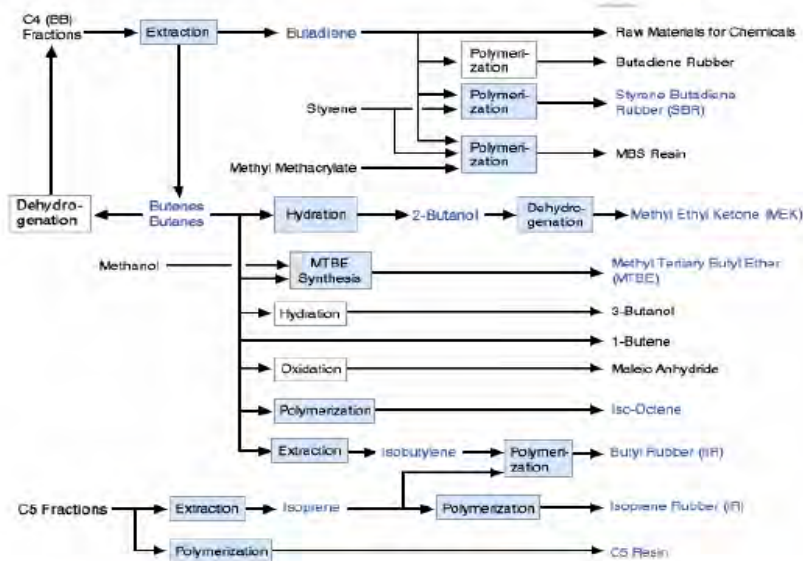 C4 (BB)
Fractions
Extraction
Butadiene
Raw Materials for Chemicals
Polymeri-
zation
Butadiene Rubber
Styrene
Polymeri-
zation
Styrene Butadiene
Rubber (SBR)
Methyl Methacrylate
Polymeri-
zation
MBS Resin
Dehydro-
genation
Butenes
Butanes
Hydration
2-Butanol
Dehydro-
genation
Methyl Ethyl Ketone (MEK)
Methanol
MTBE
Synthesis
Methyl Tertiary Butyl Ether
(MTBE)
Hydration
3-Butanol
1-Butene
Oxidation
Maleic Anhydride
Polymerization
Iso-Octene
Extraction
Isobutylene
Polymeri-
zation
Butyl Rubber (IIR)
C5 Fractions
Extraction
Isoprene
Polymerization
Isoprene Rubber (IR)
Polymerization
C5 Resin